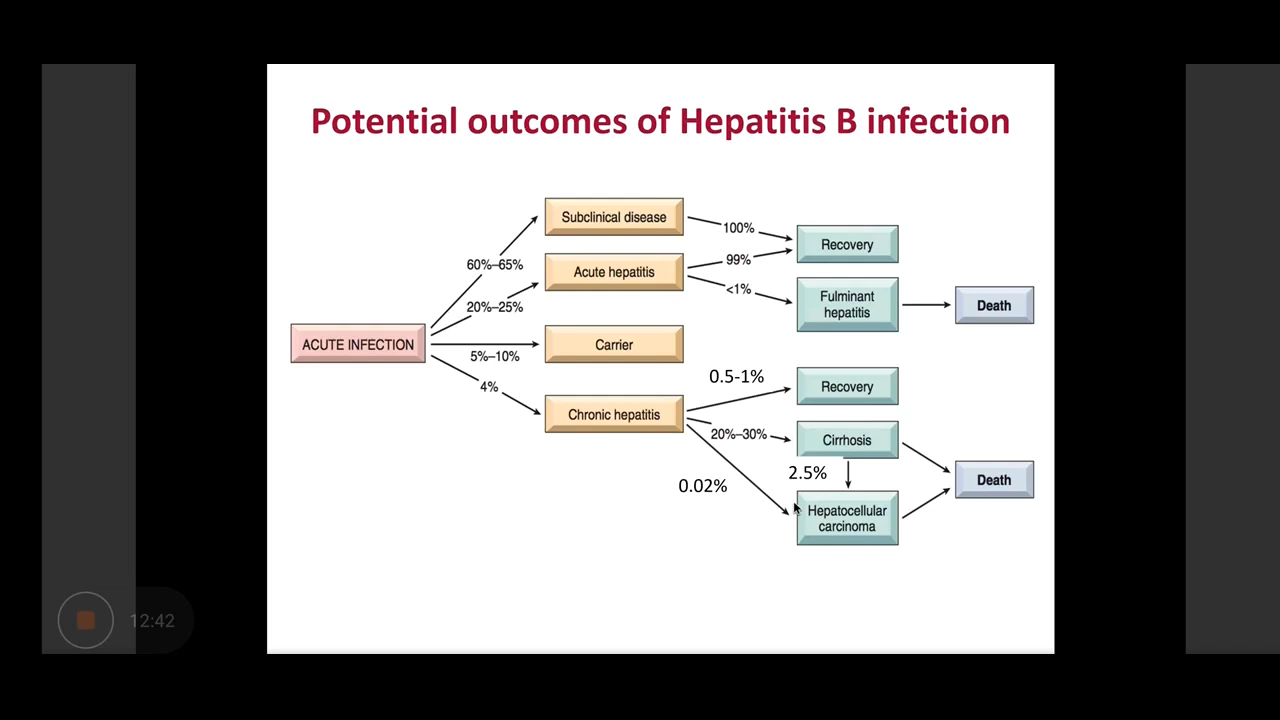 Potential outcomes of Hepatitis B infection
Subclinical disease
100%
Recovery
60%–65%
Acute hepatitis
99%
<1%
20%–25%
Fulminant
hepatitis
Death
ACUTE INFECTION
Carrier
5%–10%
0.5-1%
Recovery
4%
Chronic hepatitis
20%–30%
Cirrhosis
2.5%
0.02%
Death
Hepatocellular
carcinoma
12:42